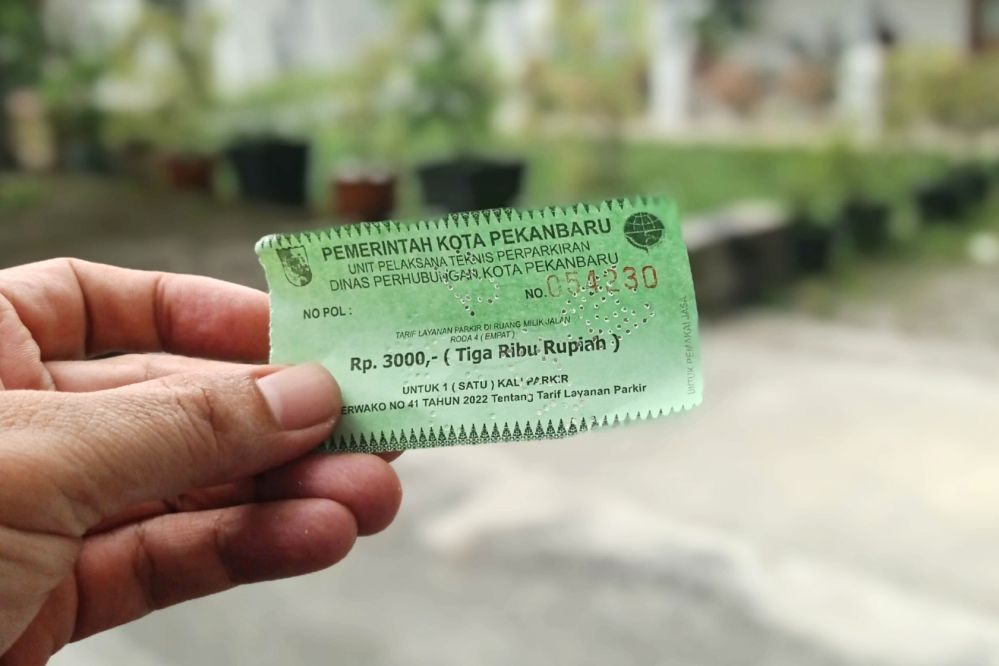 PEMERINTAH KOTA PEKANBARU
UNIT PELAKSANA TEKNIS PERPARKIRAN
DINAS PERHUBUNGAN KOTA PEKANBARU
NO. 054230
NO POL :
TARIF LAYANAN PARKIR DI RUANG MILIK JALAN
RODA 4 ( EMPAT )
Rp. 3000,- ( Tiga Ribu Rupiah )
UNTUK 1 ( SATU ) KALI PARKIR
ERWAKO NO 41 TAHUN 2022 Tentang Tarif Layanan Parkir
UNTUK PEMAKAI JASA